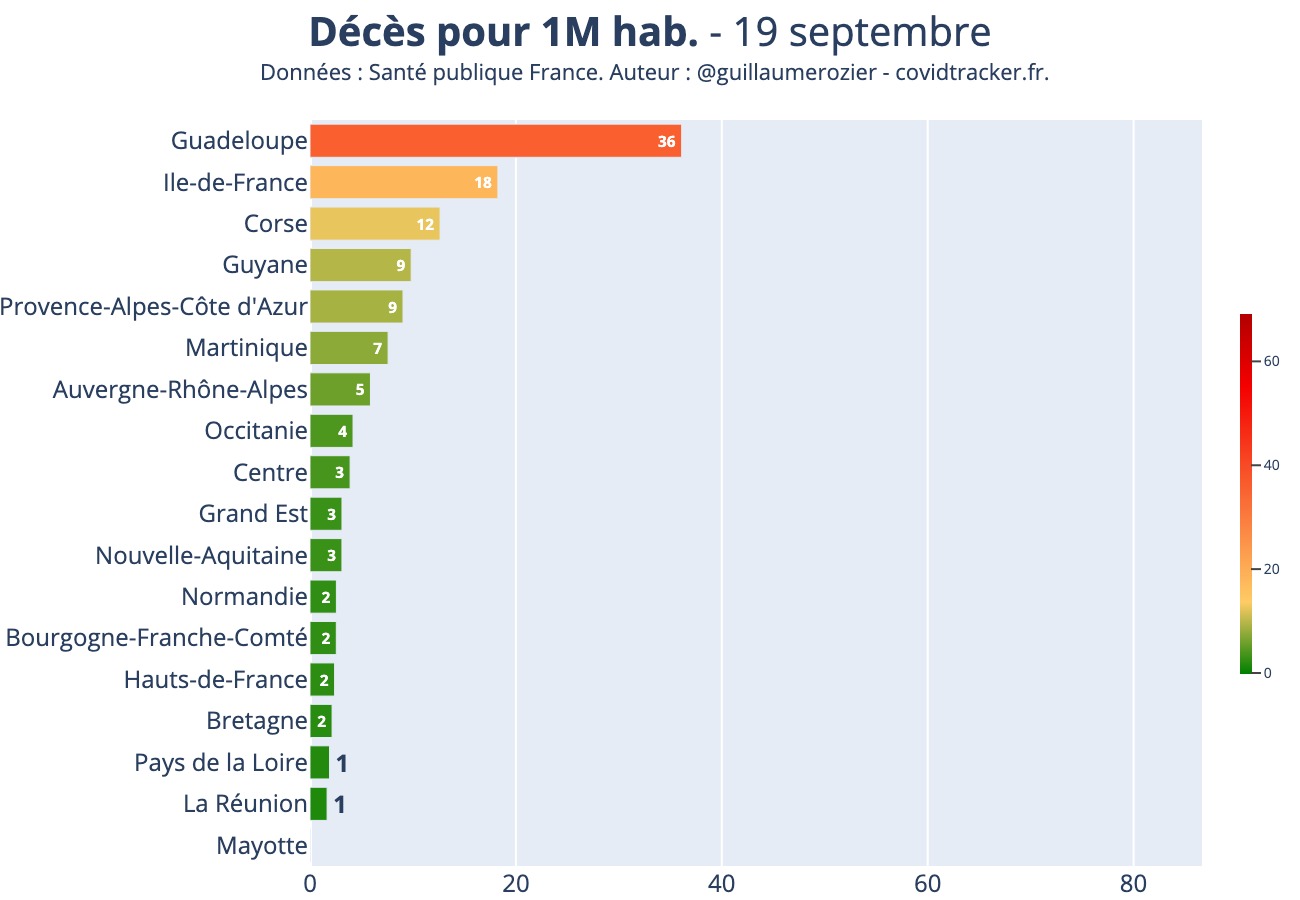 Décès pour 1M hab. - 19 septembre
Données : Santé publique France. Auteur : @guillaumerozier - covidtracker.fr.
Guadeloupe 36
Ile-de-France 18
Corse 12
Guyane 9
Provence-Alpes-Côte d'Azur 9
Martinique 7
Auvergne-Rhône-Alpes 5
Occitanie 4
Centre 3
Grand Est 3
Nouvelle-Aquitaine 3
Normandie 2
Bourgogne-Franche-Comté 2
Hauts-de-France 2
Bretagne 2
Pays de la Loire 1
La Réunion 1
Mayotte
0 20 40 60 80
60
40
20
0